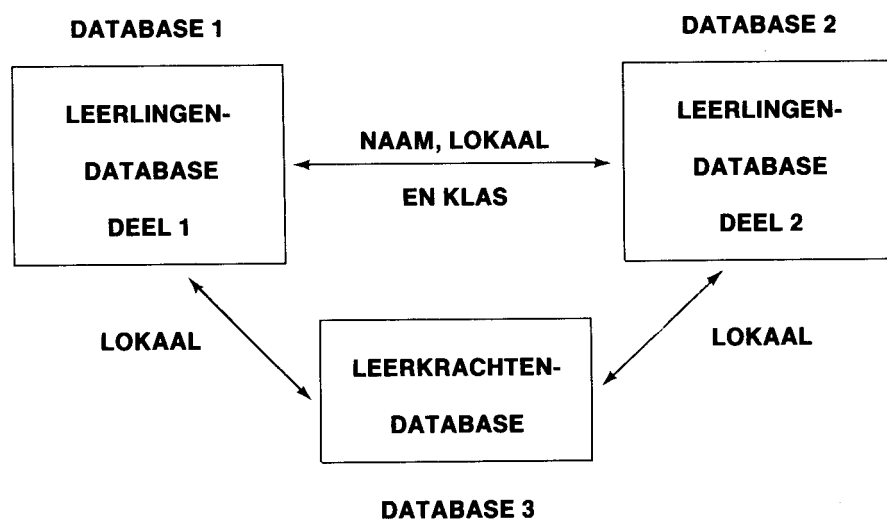 DATABASE 1
DATABASE 2
LEERLINGEN-
DATABASE
DEEL 1
NAAM, LOKAAL
EN KLAS
LEERLINGEN-
DATABASE
DEEL 2
LOKAAL
LOKAAL
LEERKRACHTEN-
DATABASE
DATABASE 3